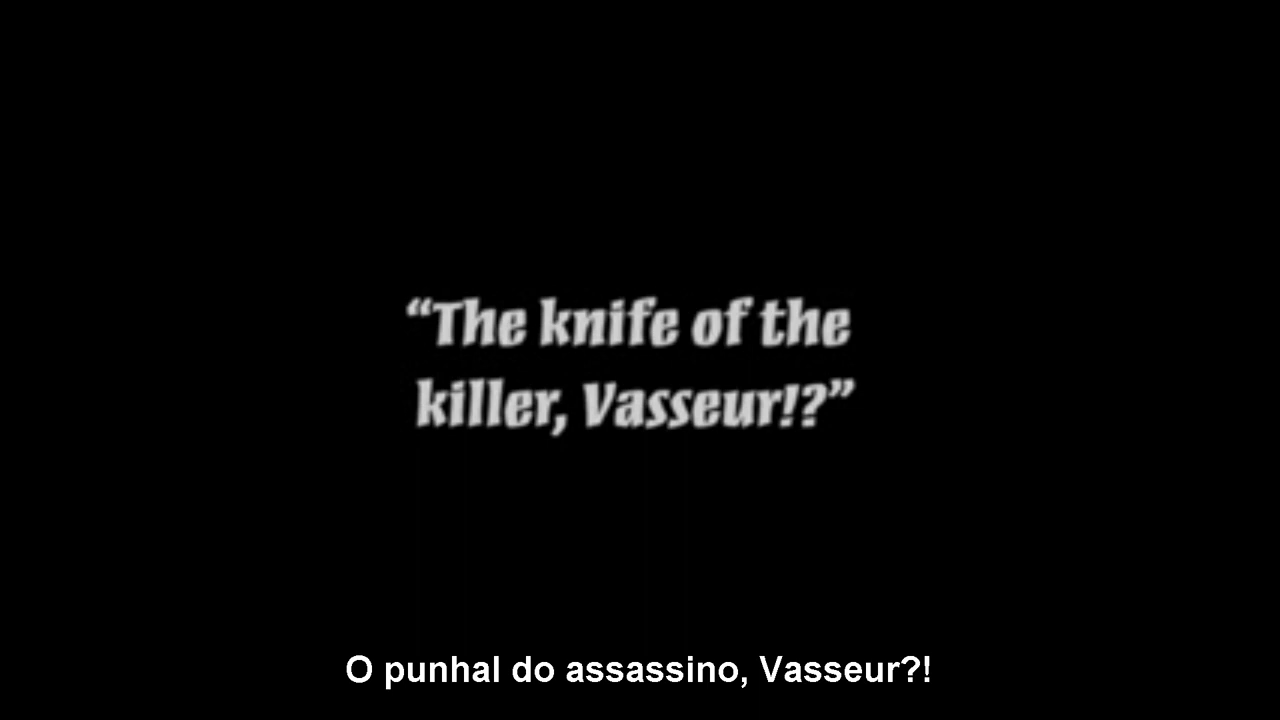 “The knife of the
killer, Vasseur!?”
O punhal do assassino, Vasseur?!